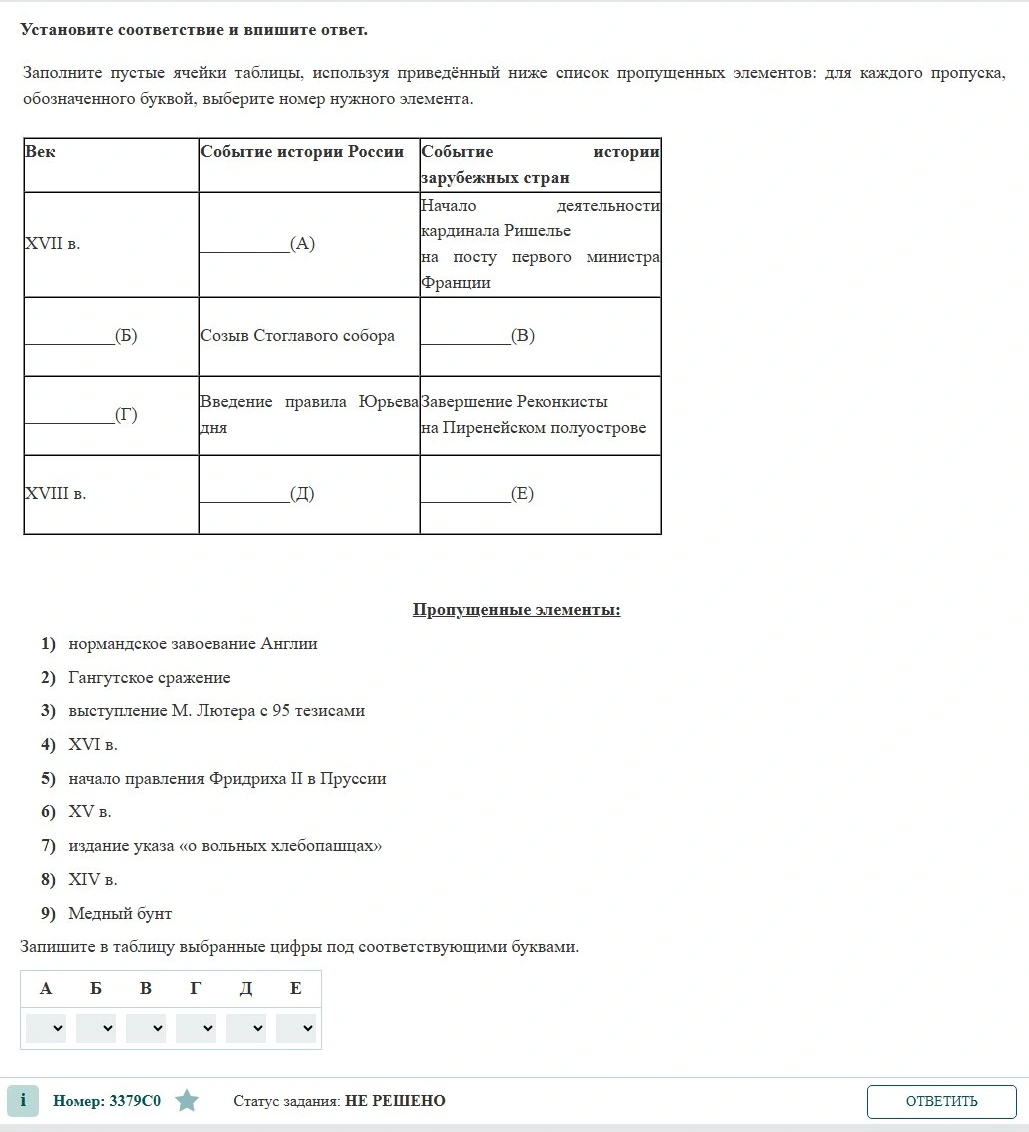 Установите соответствие и впишите ответ.
Заполните пустые ячейки таблицы, используя приведённый ниже список пропущенных элементов: для каждого пропуска,
обозначенного буквой, выберите номер нужного элемента.
Век
Событие истории России
Событие истории
зарубежных стран
XVII в.
__________(А)
Начало деятельности
кардинала Ришелье
на посту первого министра
Франции
__________(Б)
Созыв Стоглавого собора
__________(В)
__________(Г)
Введение правила Юрьева
дня
Завершение Реконкисты
на Пиренейском полуострове
XVIII в.
__________(Д)
__________(Е)
Пропущенные элементы:
1) нормандское завоевание Англии
2) Гангутское сражение
3) выступление М. Лютера с 95 тезисами
4) XVI в.
5) начало правления Фридриха II в Пруссии
6) XV в.
7) издание указа «о вольных хлебопашцах»
8) XIV в.
9) Медный бунт
Запишите в таблицу выбранные цифры под соответствующими буквами.
А Б В Г Д Е
i Номер: 3379C0 Статус задания: НЕ РЕШЕНО ОТВЕТИТЬ